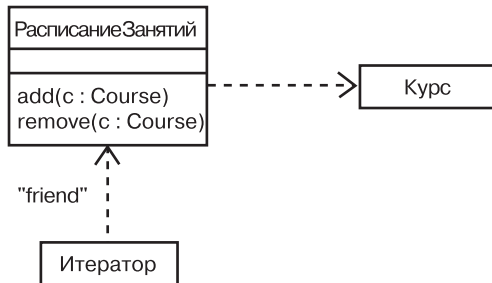 РасписаниеЗанятий
add(c : Course)
remove(c : Course)
Курс
"friend"
Итератор